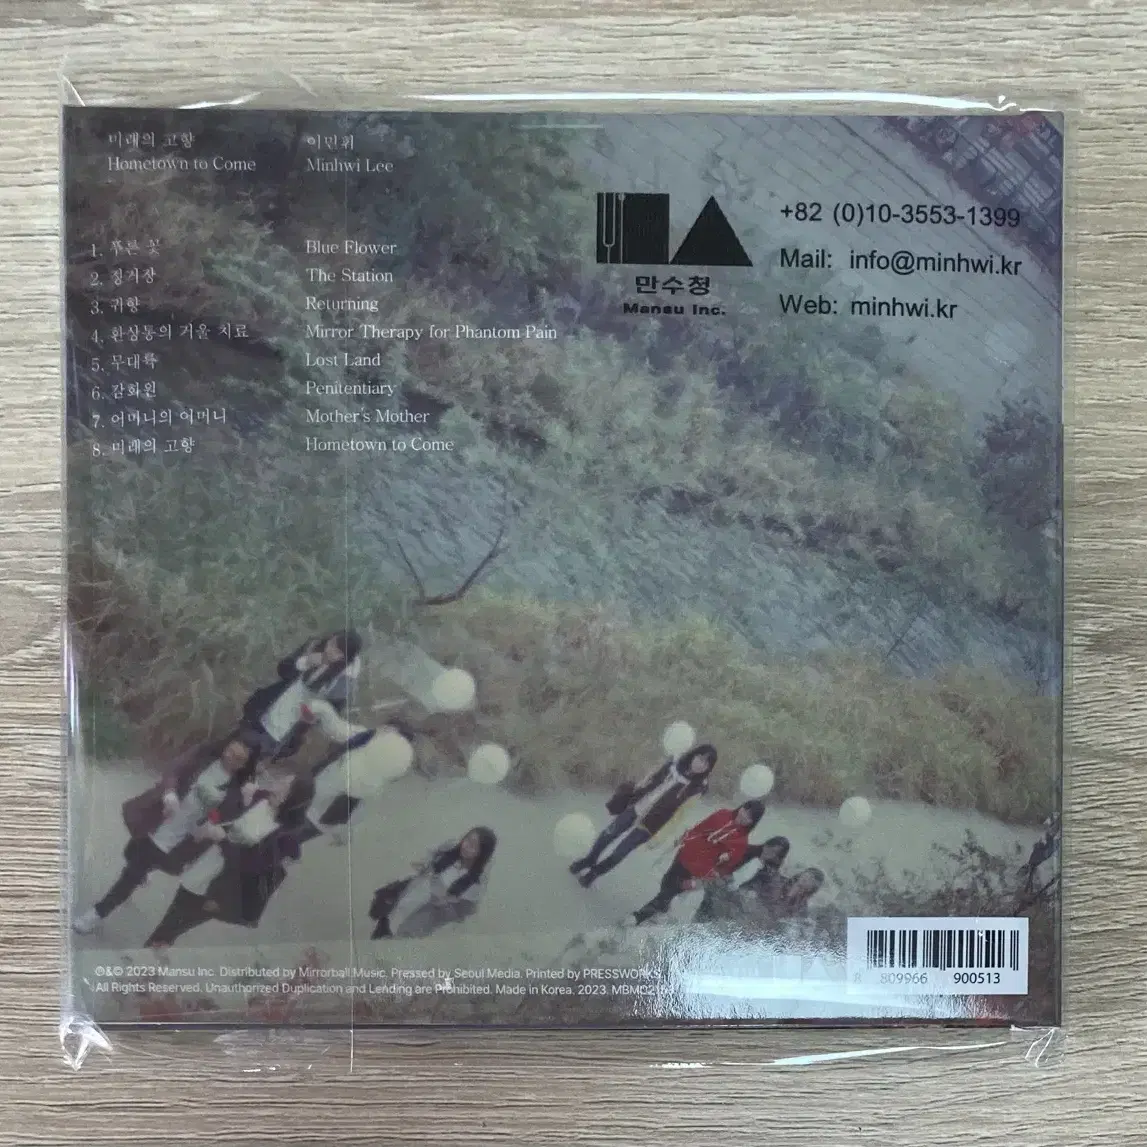 미래의 고향 이민휘
Hometown to Come Minhwi Lee
+82 (0)10-3553-1399
Mail: info@minhwi.kr
Web: minhwi.kr
만수청
Mansu Inc.
1. 푸른 꽃 Blue Flower
2. 정거장 The Station
3. 귀향 Returning
4. 환상통의 거울 치료 Mirror Therapy for Phantom Pain
5. 무대륙 Lost Land
6. 감화원 Penitentiary
7. 어머니의 어머니 Mother's Mother
8. 미래의 고향 Hometown to Come
℗&© 2023 Mansu Inc. Distributed by Mirrorball Music. Pressed by Seoul Media. Printed by PRESSWORKS.
All Rights Reserved. Unauthorized Duplication and Lending are Prohibited. Made in Korea. 2023.
8 809966 900513